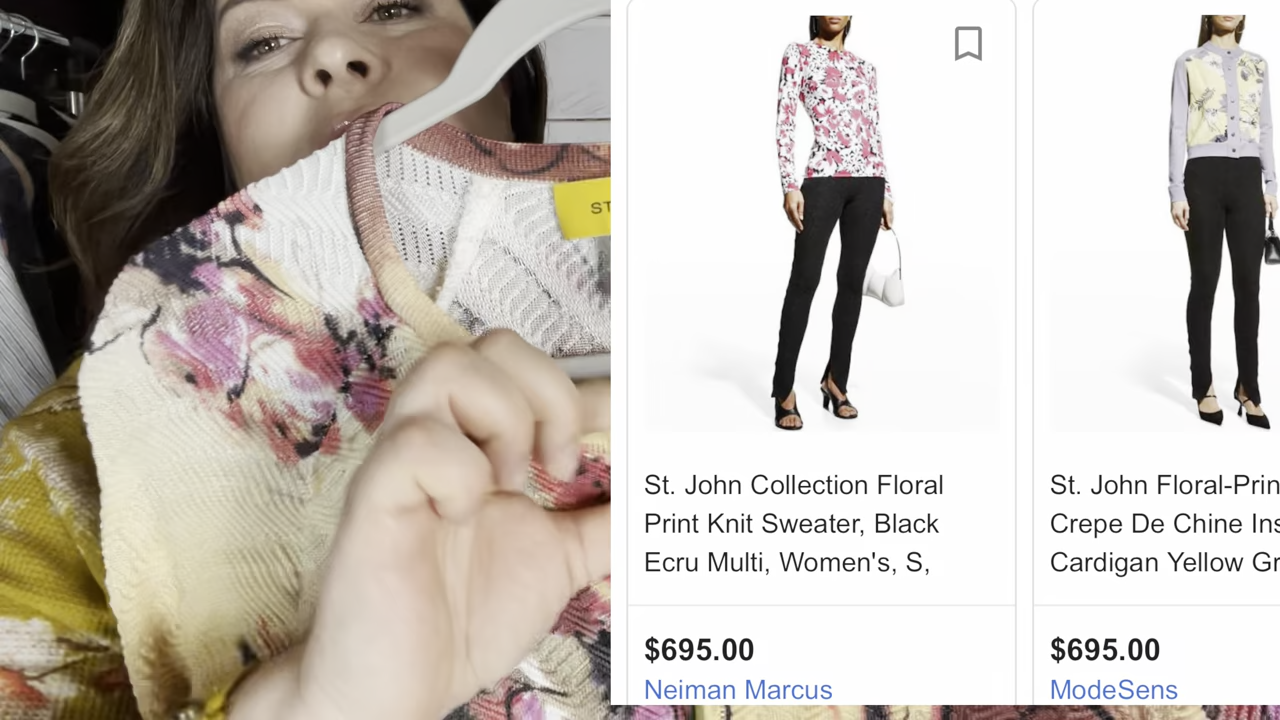 ST
St. John Collection Floral
Print Knit Sweater, Black
Ecru Multi, Women's, S,
$695.00
Neiman Marcus
St. John Floral-Prin
Crepe De Chine Ins
Cardigan Yellow Gr
$695.00
ModeSens